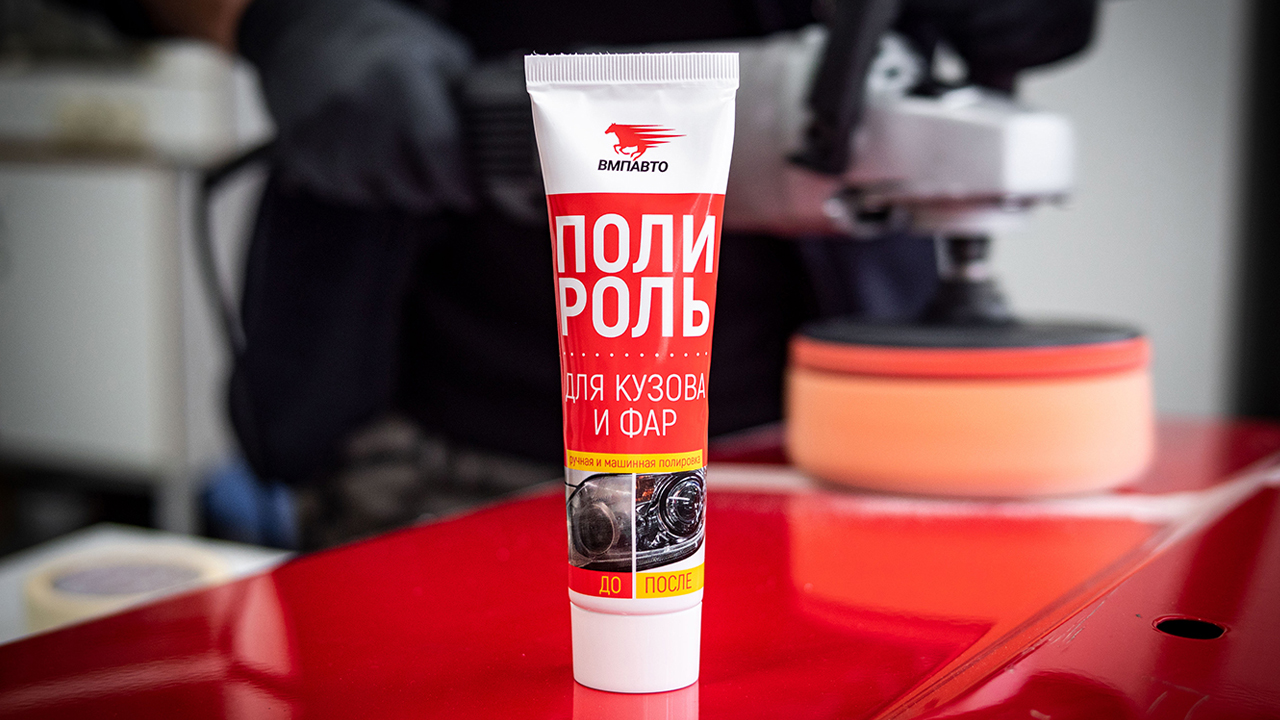 ВМПАВТО
ПОЛИ
РОЛЬ
ДЛЯ КУЗОВА
И ФАР
ручная и машинная полировка
ДО ПОСЛЕ